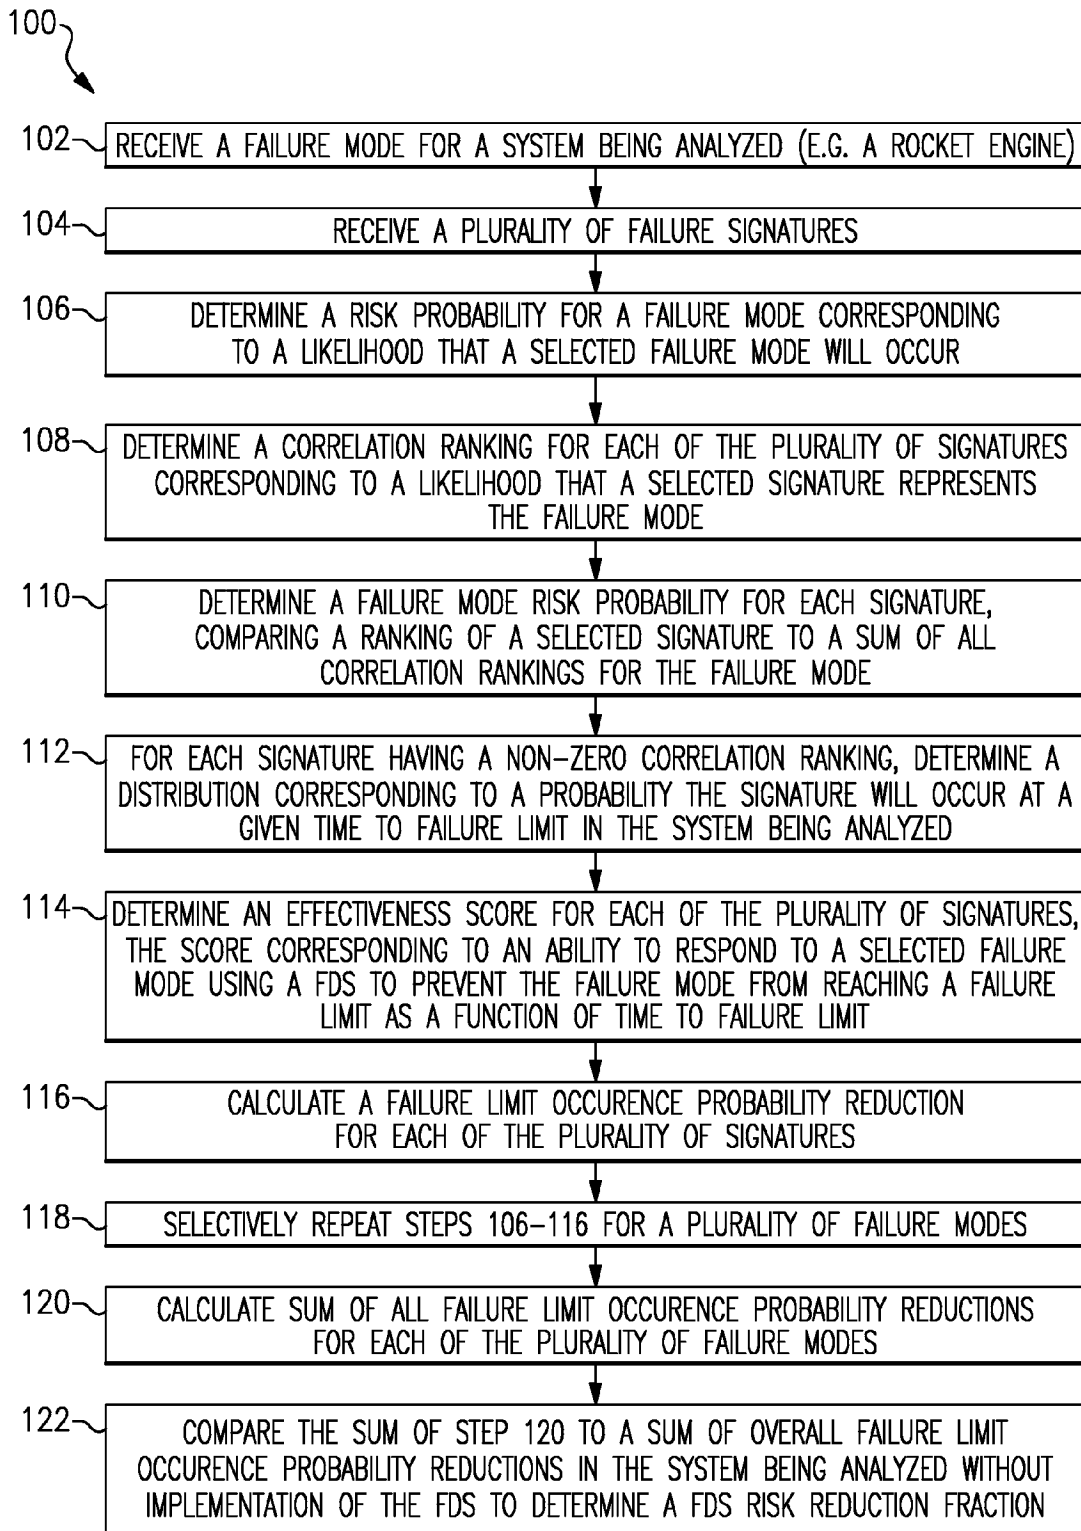 100
102
RECEIVE A FAILURE MODE FOR A SYSTEM BEING ANALYZED (E.G. A ROCKET ENGINE)
104
RECEIVE A PLURALITY OF FAILURE SIGNATURES
106
DETERMINE A RISK PROBABILITY FOR A FAILURE MODE CORRESPONDING
TO A LIKELIHOOD THAT A SELECTED FAILURE MODE WILL OCCUR
108
DETERMINE A CORRELATION RANKING FOR EACH OF THE PLURALITY OF SIGNATURES
CORRESPONDING TO A LIKELIHOOD THAT A SELECTED SIGNATURE REPRESENTS
THE FAILURE MODE
110
DETERMINE A FAILURE MODE RISK PROBABILITY FOR EACH SIGNATURE,
COMPARING A RANKING OF A SELECTED SIGNATURE TO A SUM OF ALL
CORRELATION RANKINGS FOR THE FAILURE MODE
112
FOR EACH SIGNATURE HAVING A NON-ZERO CORRELATION RANKING, DETERMINE A
DISTRIBUTION CORRESPONDING TO A PROBABILITY THE SIGNATURE WILL OCCUR AT A
GIVEN TIME TO FAILURE LIMIT IN THE SYSTEM BEING ANALYZED
114
DETERMINE AN EFFECTIVENESS SCORE FOR EACH OF THE PLURALITY OF SIGNATURES,
THE SCORE CORRESPONDING TO AN ABILITY TO RESPOND TO A SELECTED FAILURE
MODE USING A FDS TO PREVENT THE FAILURE MODE FROM REACHING A FAILURE
LIMIT AS A FUNCTION OF TIME TO FAILURE LIMIT
116
CALCULATE A FAILURE LIMIT OCCURENCE PROBABILITY REDUCTION
FOR EACH OF THE PLURALITY OF SIGNATURES
118
SELECTIVELY REPEAT STEPS 106-116 FOR A PLURALITY OF FAILURE MODES
120
CALCULATE SUM OF ALL FAILURE LIMIT OCCURENCE PROBABILITY REDUCTIONS
FOR EACH OF THE PLURALITY OF FAILURE MODES
122
COMPARE THE SUM OF STEP 120 TO A SUM OF OVERALL FAILURE LIMIT
OCCURENCE PROBABILITY REDUCTIONS IN THE SYSTEM BEING ANALYZED WITHOUT
IMPLEMENTATION OF THE FDS TO DETERMINE A FDS RISK REDUCTION FRACTION